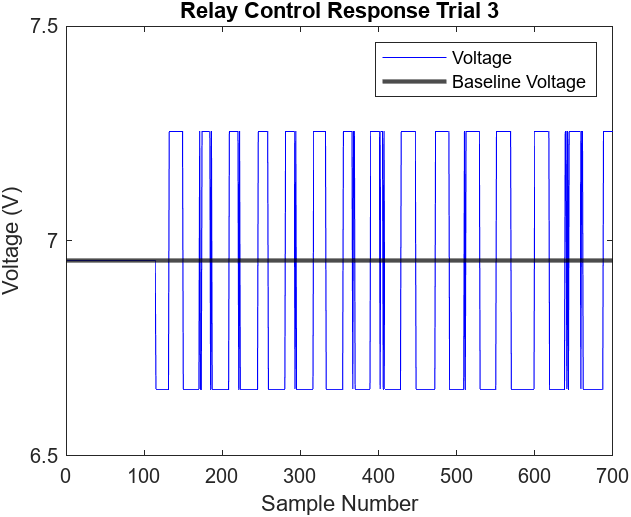 Relay Control Response Trial 3
7.5
Voltage
Baseline Voltage
7
Voltage (V)
6.5
0 100 200 300 400 500 600 700
Sample Number